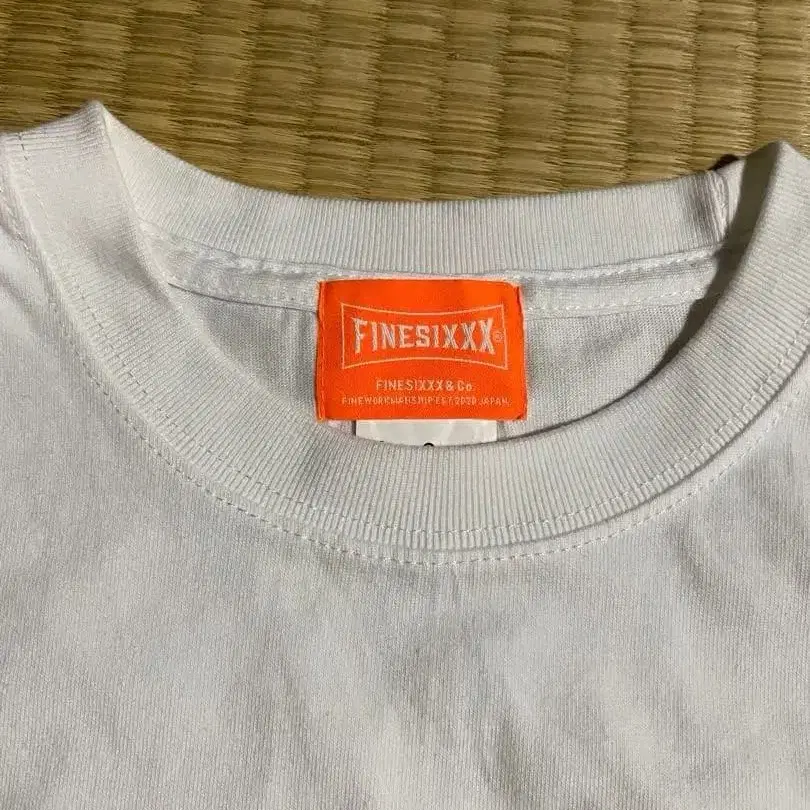 FINESIXXX®
FINESIXXX & Co.
FINEWORKMANSHIP EST 2020 JAPAN.